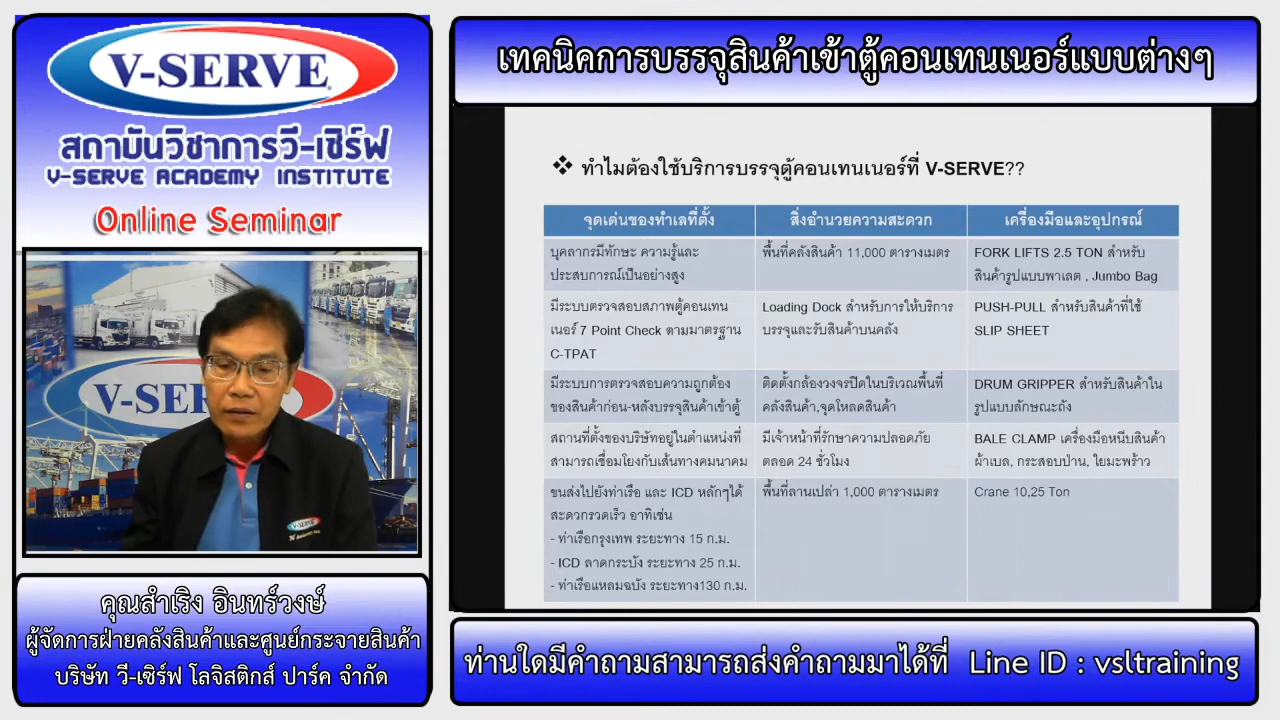 V-SERVE
สถาบันวิชาการวี-เซิร์ฟ
V-SERVE ACADEMY INSTITUTE
Online Seminar
V-SERVE
V-SERVE
คุณสำเริง อินทร์วงษ์
ผู้จัดการฝ่ายคลังสินค้าและศูนย์กระจายสินค้า
บริษัท วี-เซิร์ฟ โลจิสติกส์ ปาร์ค จำกัด
เทคนิคการบรรจุสินค้าเข้าตู้คอนเทนเนอร์แบบต่างๆ
❖ ทำไมต้องใช้บริการบรรจุตู้คอนเทนเนอร์ที่ V-SERVE??
จุดเด่นของทำเลที่ตั้ง
สิ่งอำนวยความสะดวก
เครื่องมือและอุปกรณ์
บุคลากรมีทักษะ ความรู้และ
ประสบการณ์เป็นอย่างสูง
พื้นที่คลังสินค้า 11,000 ตารางเมตร
FORK LIFTS 2.5 TON สำหรับ
สินค้ารูปแบบพาเลต , Jumbo Bag
มีระบบตรวจสอบสภาพตู้คอนเทน
เนอร์ 7 Point Check ตามมาตรฐาน
C-TPAT
Loading Dock สำหรับการให้บริการ
บรรจุและรับสินค้าบนคลัง
PUSH-PULL สำหรับสินค้าที่ใช้
SLIP SHEET
มีระบบการตรวจสอบความถูกต้อง
ของสินค้าก่อน-หลังบรรจุสินค้าเข้าตู้
ติดตั้งกล้องวงจรปิดในบริเวณพื้นที่
คลังสินค้า,จุดโหลดสินค้า
DRUM GRIPPER สำหรับสินค้าใน
รูปแบบลักษณะถัง
สถานที่ตั้งของบริษัทอยู่ในตำแหน่งที่
สามารถเชื่อมโยงกับเส้นทางคมนาคม
มีเจ้าหน้าที่รักษาความปลอดภัย
ตลอด 24 ชั่วโมง
BALE CLAMP เครื่องมือหนีบสินค้า
ผ้าเบล, กระสอบป่าน, ใยมะพร้าว
ขนส่งไปยังท่าเรือ และ ICD หลักๆได้
สะดวกรวดเร็ว อาทิเช่น
- ท่าเรือกรุงเทพ ระยะทาง 15 ก.ม.
- ICD ลาดกระบัง ระยะทาง 25 ก.ม.
- ท่าเรือแหลมฉบัง ระยะทาง130 ก.ม.
พื้นที่ลานเปล่า 1,000 ตารางเมตร
Crane 10,25 Ton
ท่านใดมีคำถามสามารถส่งคำถามมาได้ที่ Line ID : vsltraining